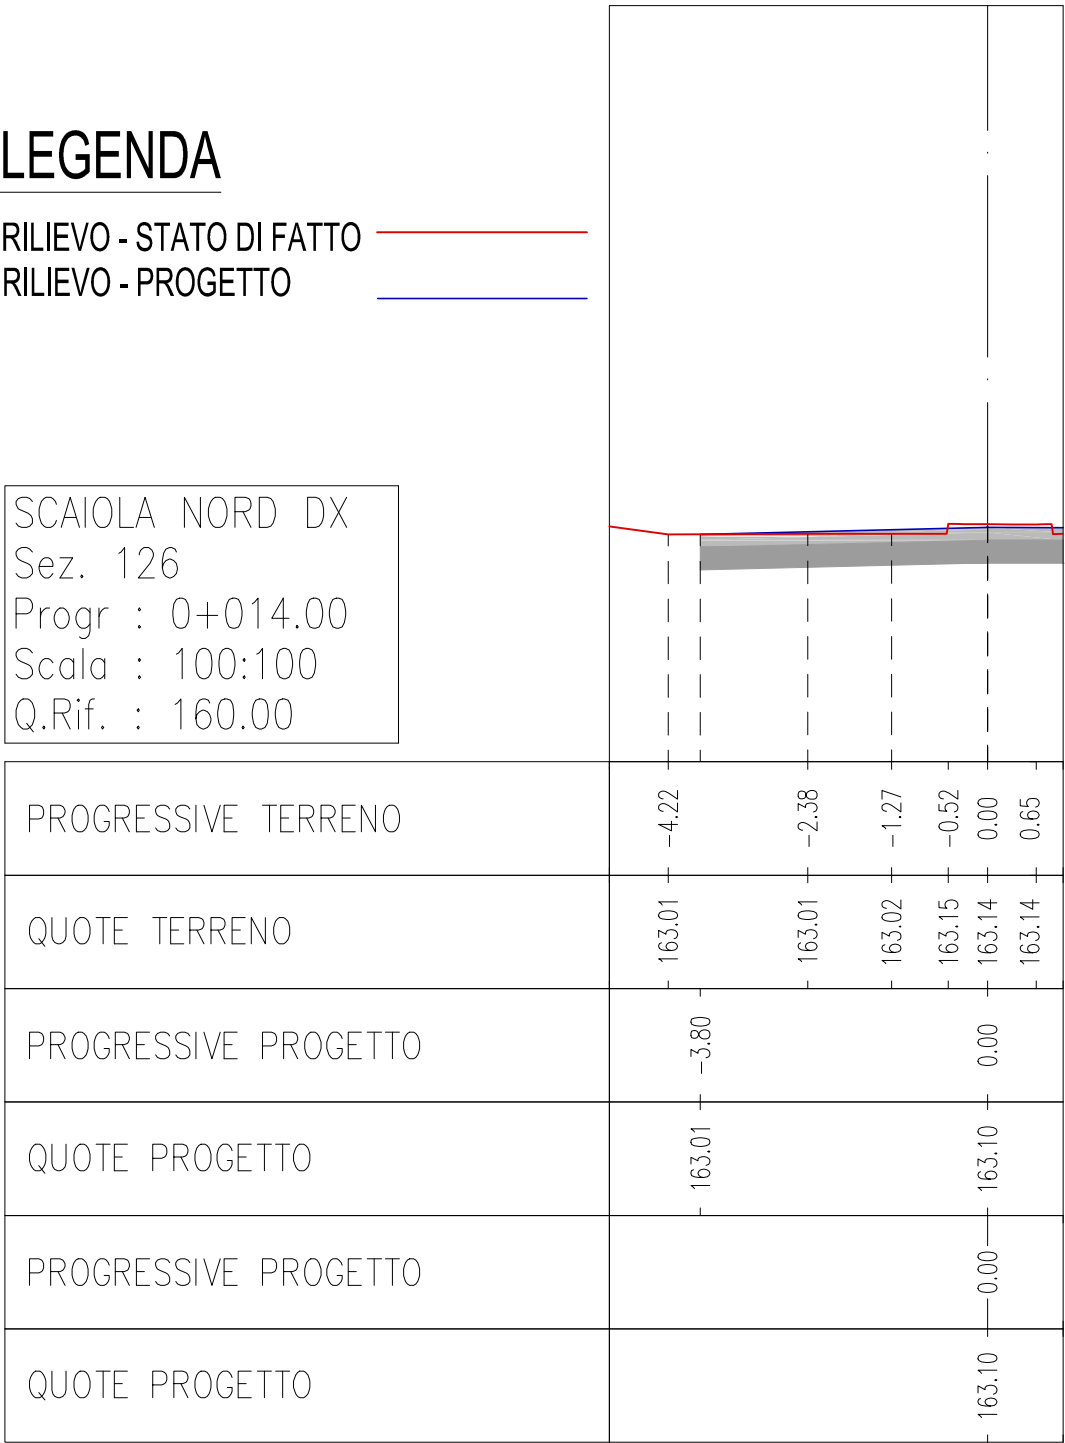 LEGENDA
RILIEVO - STATO DI FATTO
RILIEVO - PROGETTO
SCAIOLA NORD DX
Sez. 126
Progr : 0+014.00
Scala : 100:100
Q.Rif. : 160.00
PROGRESSIVE TERRENO -4.22 -2.38 -1.27 -0.52 0.00 0.65
QUOTE TERRENO 163.01 163.01 163.02 163.15 163.14 163.14
PROGRESSIVE PROGETTO -3.80 0.00
QUOTE PROGETTO 163.01 163.10
PROGRESSIVE PROGETTO 0.00
QUOTE PROGETTO 163.10